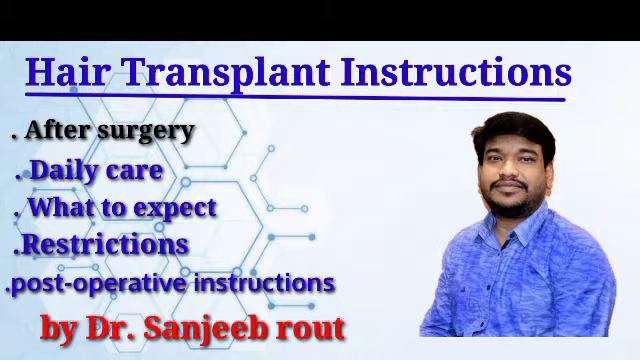 Hair Transplant Instructions
. After surgery
. Daily care
. What to expect
.Restrictions
.post-operative instructions
by Dr. Sanjeeb rout